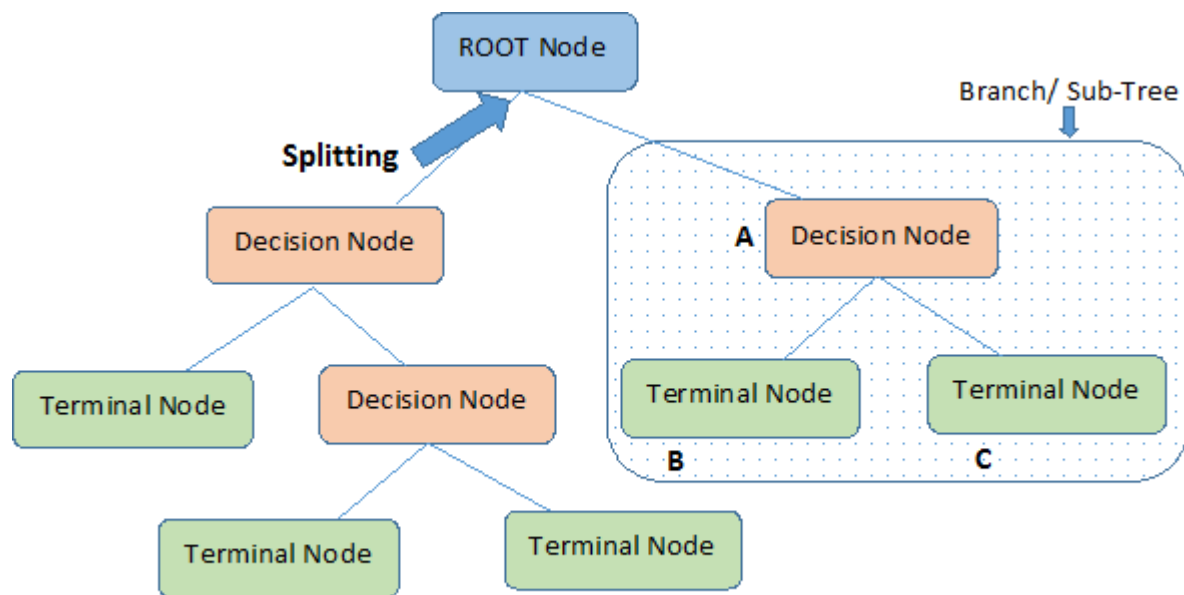 ROOT Node
Branch/ Sub-Tree
Splitting
Decision Node
A
Decision Node
Terminal Node
Decision Node
Terminal Node
Terminal Node
B
C
Terminal Node
Terminal Node